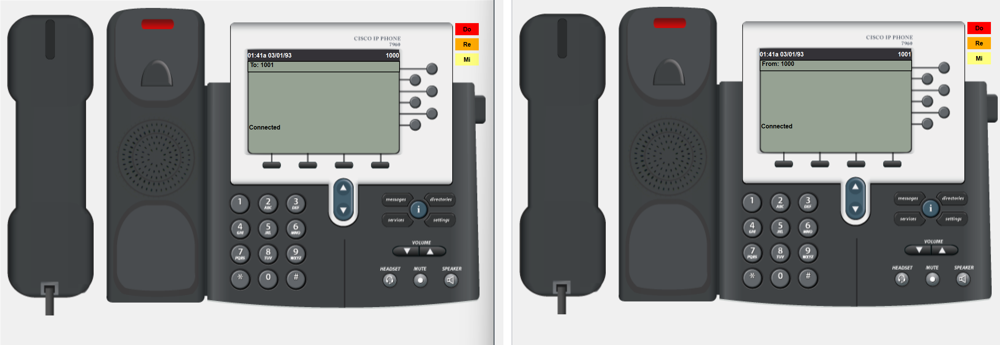 CISCO IP PHONE
7960
01:41a 03/01/93 1000
To: 1001
Connected
Do
Re
Mi
1
2 ABC
3 DEF
4 GHI
5 JKL
6 MNO
7 PQRS
8 TUV
9 WXYZ
*
0
#
messages directories
i
services settings
VOLUME
HEADSET MUTE SPEAKER
CISCO IP PHONE
7960
01:41a 03/01/93 1001
From: 1000
Connected
Do
Re
Mi
1
2 ABC
3 DEF
4 GHI
5 JKL
6 MNO
7 PQRS
8 TUV
9 WXYZ
*
0
#
messages directories
i
services settings
VOLUME
HEADSET MUTE SPEAKER